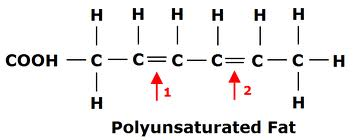 H H H H H H
COOH — C — C = C — C = C — C — H
1 2
H H
Polyunsaturated Fat